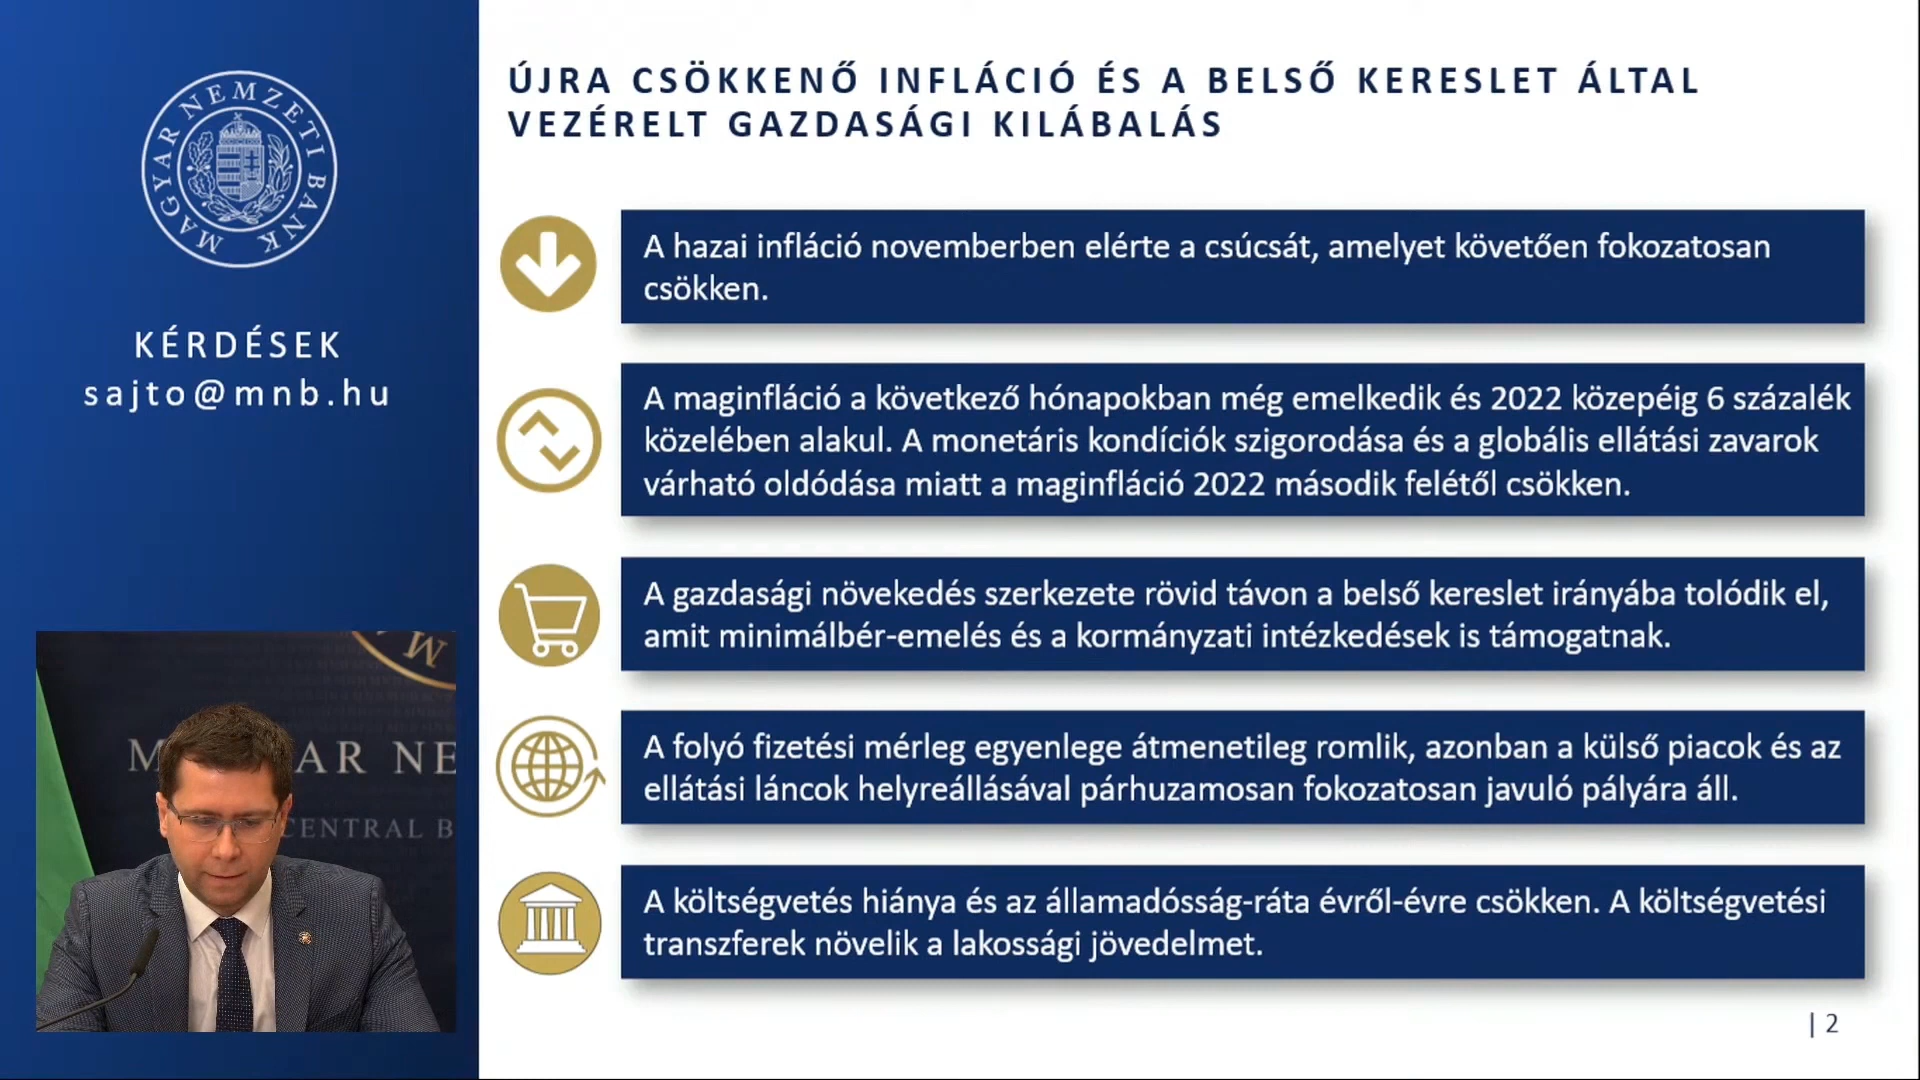 MAGYAR NEMZETI BANK
KÉRDÉSEK
sajto@mnb.hu
ÚJRA CSÖKKENŐ INFLÁCIÓ ÉS A BELSŐ KERESLET ÁLTAL
VEZÉRELT GAZDASÁGI KILÁBALÁS
A hazai infláció novemberben elérte a csúcsát, amelyet követően fokozatosan
csökken.
A maginfláció a következő hónapokban még emelkedik és 2022 közepéig 6 százalék
közelében alakul. A monetáris kondíciók szigorodása és a globális ellátási zavarok
várható oldódása miatt a maginfláció 2022 második felétől csökken.
A gazdasági növekedés szerkezete rövid távon a belső kereslet irányába tolódik el,
amit minimálbér-emelés és a kormányzati intézkedések is támogatnak.
A folyó fizetési mérleg egyenlege átmenetileg romlik, azonban a külső piacok és az
ellátási láncok helyreállásával párhuzamosan fokozatosan javuló pályára áll.
A költségvetés hiánya és az államadósság-ráta évről-évre csökken. A költségvetési
transzferek növelik a lakossági jövedelmet.
M AR NE
CENTRAL B
| 2